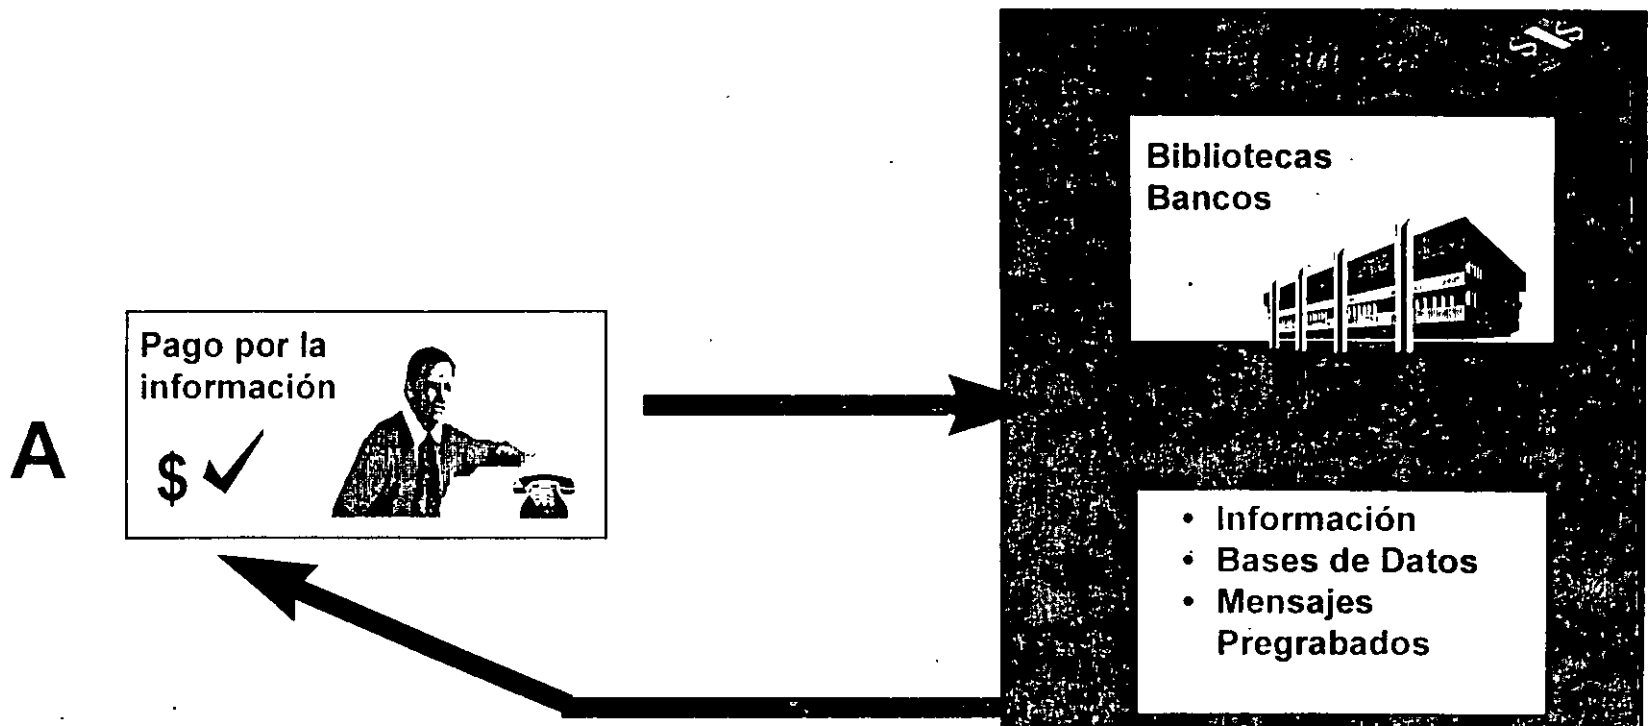 Bibliotecas
Bancos
Pago por la
información
A
$
• Información
• Bases de Datos
• Mensajes
Pregrabados